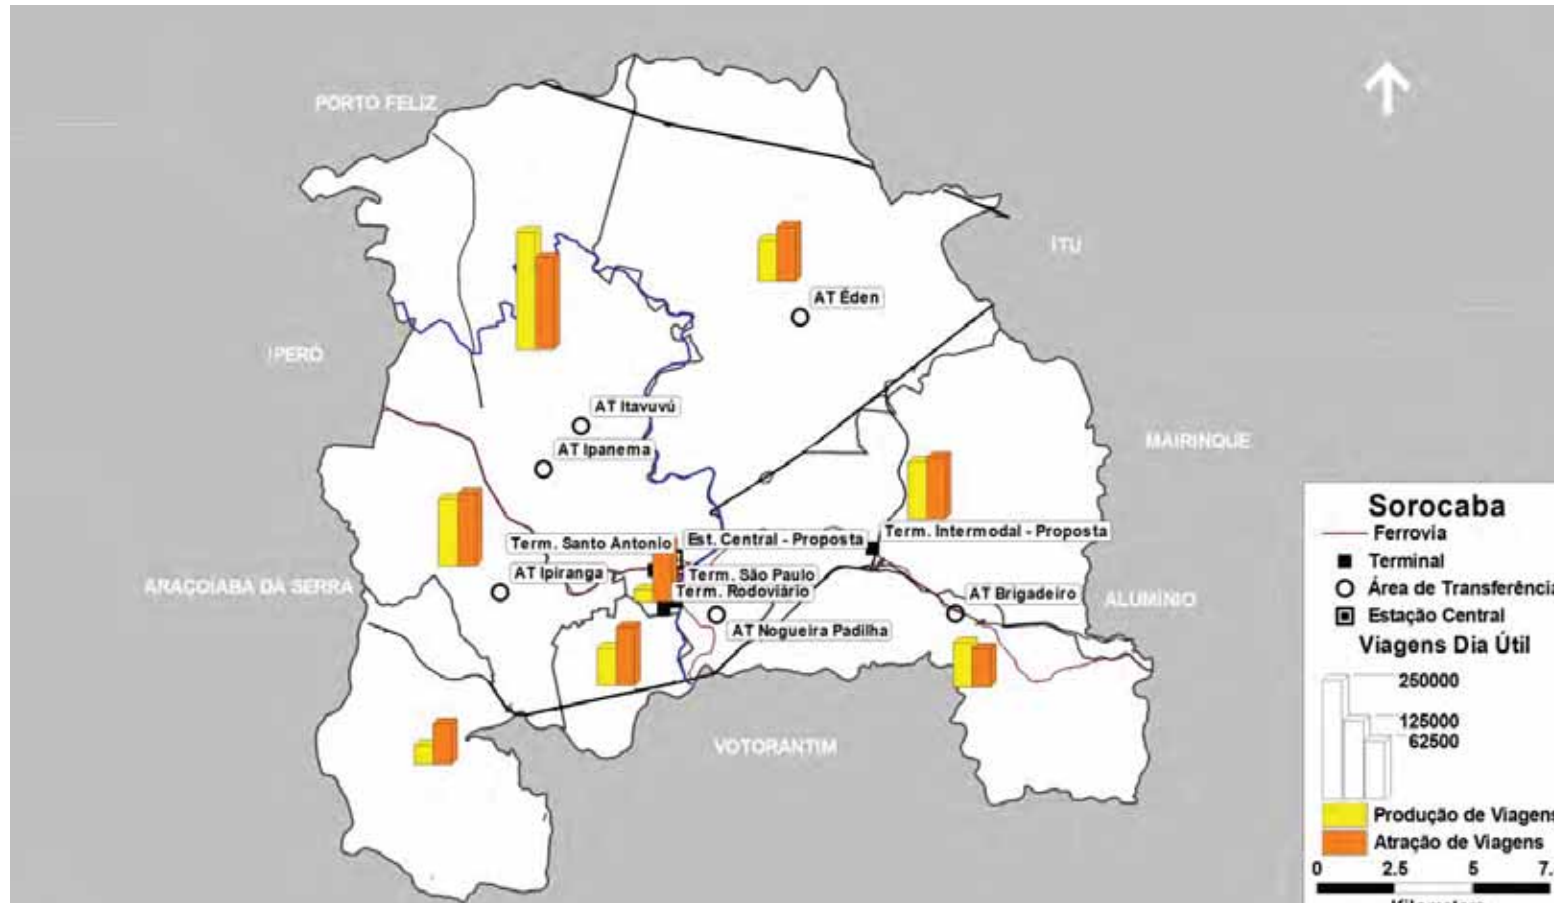 PORTO FELIZ
ITU
AT Éden
IPERÓ
AT Itavuvú
AT Ipanema
MAIRINQUE
Term. Santo Antonio
Est. Central - Proposta
Term. Intermodal - Proposta
AT Ipiranga
Term. São Paulo
Term. Rodoviário
ARAÇOIABA DA SERRA
AT Brigadeiro
ALUMÍNIO
AT Nogueira Padilha
VOTORANTIM
Sorocaba
Ferrovia
Terminal
Área de Transferência
Estação Central
Viagens Dia Útil
250000
125000
62500
Produção de Viagens
Atração de Viagens
0 2.5 5 7.